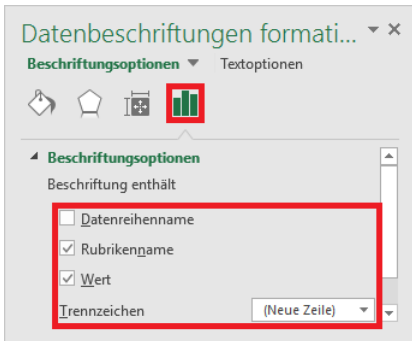 Datenbeschriftungen formati...
Beschriftungsoptionen Textoptionen
Beschriftungsoptionen
Beschriftung enthält
Datenreihenname
Rubrikenname
Wert
Trennzeichen (Neue Zeile)